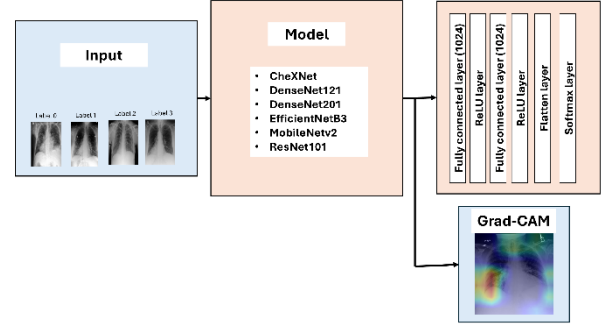 Input
Label 0
Label 1
Label 2
Label 3
Model
• CheXNet
• DenseNet121
• DenseNet201
• EfficientNetB3
• MobileNetv2
• ResNet101
Fully connected layer (1024)
ReLU layer
Fully connected layer (1024)
ReLU layer
Flatten layer
Softmax layer
Grad-CAM